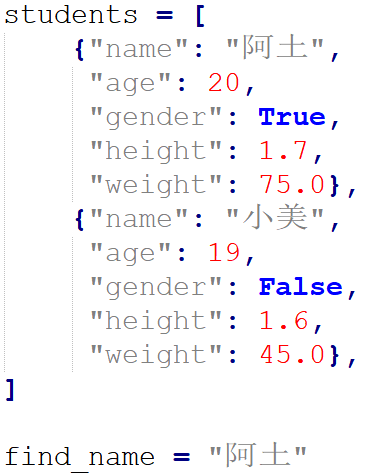 students = [
    {"name": "阿土",
     "age": 20,
     "gender": True,
     "height": 1.7,
     "weight": 75.0},
    {"name": "小美",
     "age": 19,
     "gender": False,
     "height": 1.6,
     "weight": 45.0},
]
find_name = "阿土"